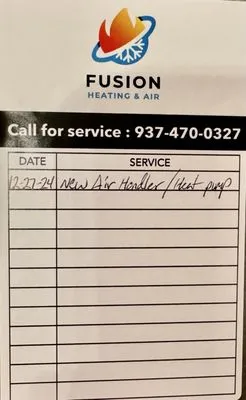 FUSION
HEATING & AIR
Call for service : 937-470-0327
DATE SERVICE
12-27-24 New Air Handler / Heat pump